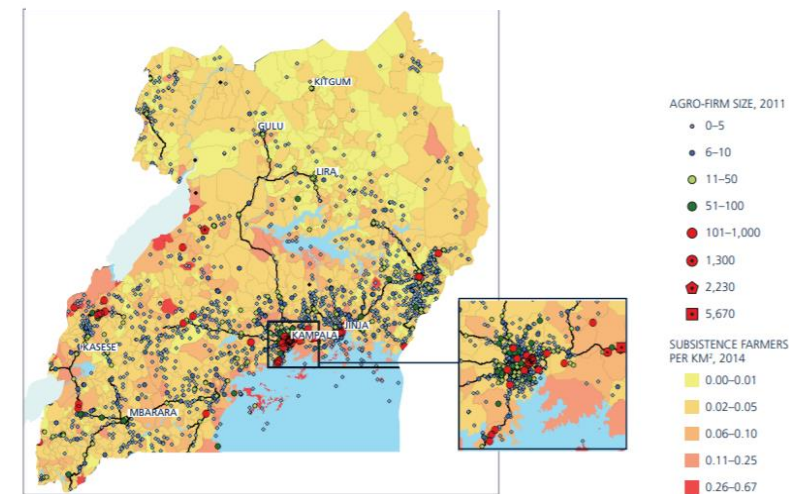 KITGUM
GULU
LIRA
JINJA
KAMPALA
KASESE
MBARARA
AGRO-FIRM SIZE, 2011
0–5
6–10
11–50
51–100
101–1,000
1,300
2,230
5,670
SUBSISTENCE FARMERS
PER KM², 2014
0.00–0.01
0.02–0.05
0.06–0.10
0.11–0.25
0.26–0.67